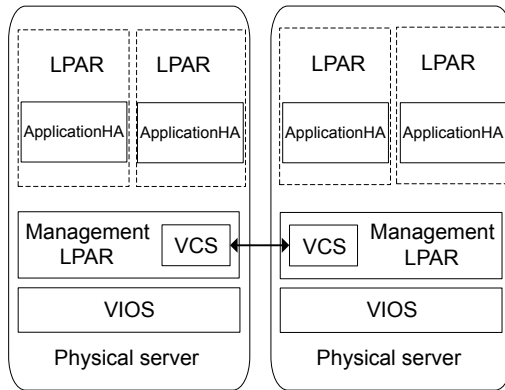 LPAR LPAR
ApplicationHA ApplicationHA
Management
LPAR
VCS
VIOS
Physical server
LPAR LPAR
ApplicationHA ApplicationHA
VCS
Management
LPAR
VIOS
Physical server